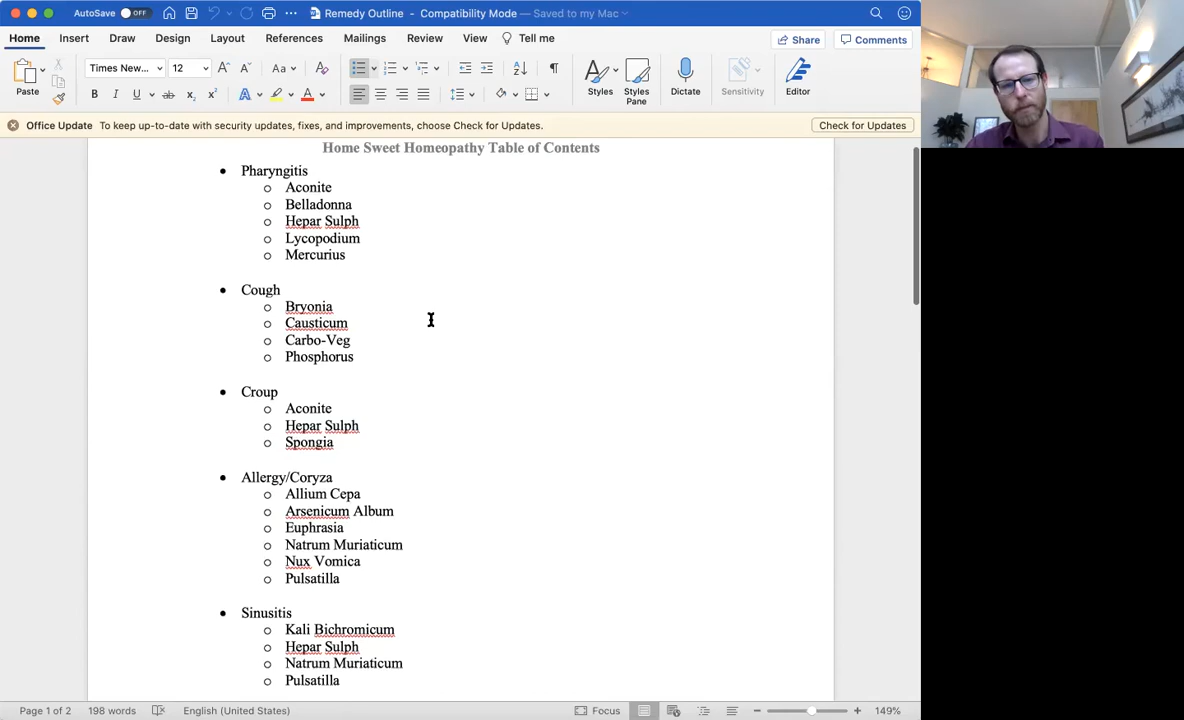 AutoSave OFF Remedy Outline - Compatibility Mode — Saved to my Mac
Home Insert Draw Design Layout References Mailings Review View Tell me Share Comments
Paste Times New... 12 Aa Styles Styles Pane Dictate Sensitivity Editor
B I U ab x₂ x² A A
Office Update To keep up-to-date with security updates, fixes, and improvements, choose Check for Updates. Check for Updates
Home Sweet Homeopathy Table of Contents
• Pharyngitis
o Aconite
o Belladonna
o Hepar Sulph
o Lycopodium
o Mercurius
• Cough
o Bryonia
o Causticum
o Carbo-Veg
o Phosphorus
• Croup
o Aconite
o Hepar Sulph
o Spongia
• Allergy/Coryza
o Allium Cepa
o Arsenicum Album
o Euphrasia
o Natrum Muriaticum
o Nux Vomica
o Pulsatilla
• Sinusitis
o Kali Bichromicum
o Hepar Sulph
o Natrum Muriaticum
o Pulsatilla
Page 1 of 2 198 words English (United States) Focus 149%